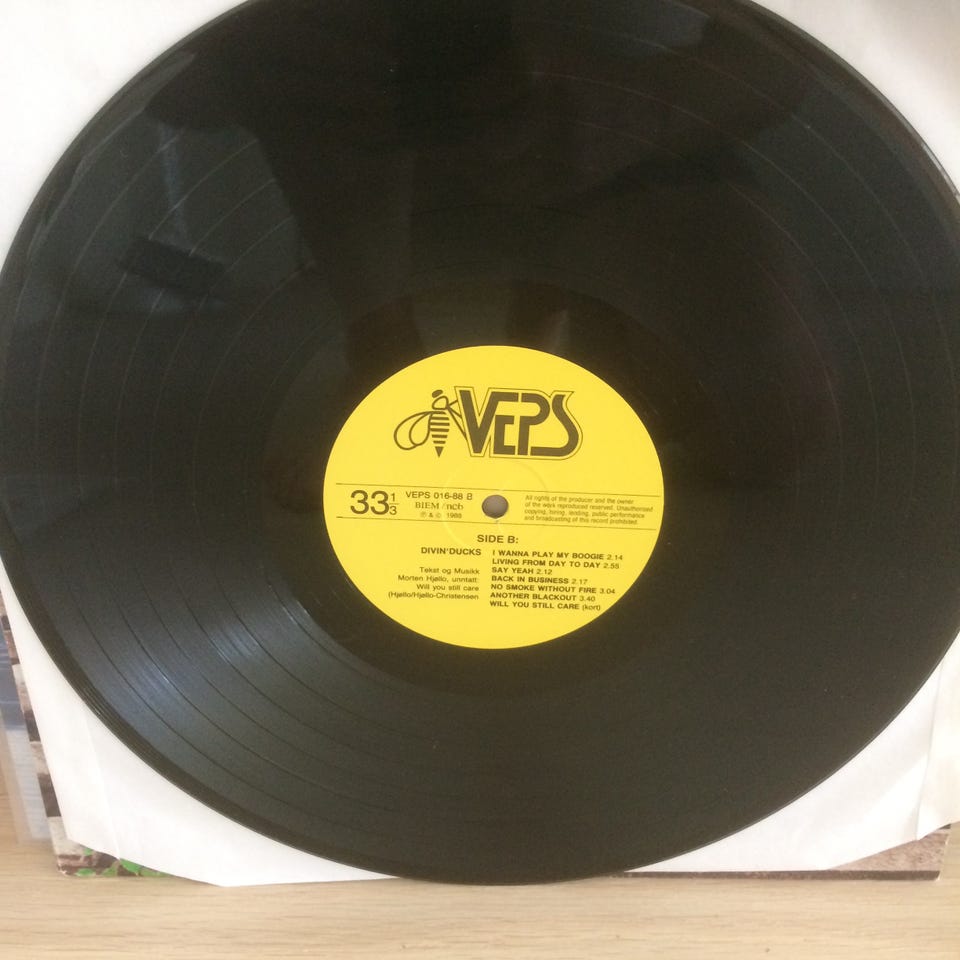 VEPS
33 1/3
VEPS 016-88 B
BIEM/ncb
℗ & © 1988
All rights of the producer and the owner
of the work reproduced reserved. Unauthorised
copying, hiring, lending, public performance
and broadcasting of this record prohibited.
SIDE B:
DIVIN'DUCKS
Tekst og Musikk
Morten Hjøllo, unntatt:
Will you still care
(Hjøllo/Hjøllo-Christensen
I WANNA PLAY MY BOOGIE 2.14
LIVING FROM DAY TO DAY 2.55
SAY YEAH 2.12
BACK IN BUSINESS 2.17
NO SMOKE WITHOUT FIRE 3.04
ANOTHER BLACKOUT 3.40
WILL YOU STILL CARE (kort)